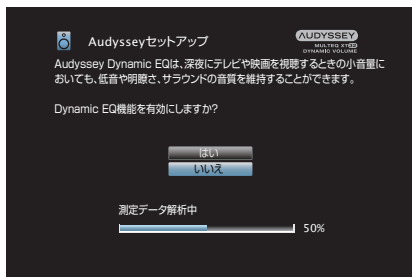 Audysseyセットアップ
AUDYSSEY
MULTEQ XT32
DYNAMIC VOLUME
Audyssey Dynamic EQは、深夜にテレビや映画を視聴するときの小音量に
おいても、低音や明瞭さ、サラウンドの音質を維持することができます。
Dynamic EQ機能を有効にしますか?
はい
いいえ
測定データ解析中
50%